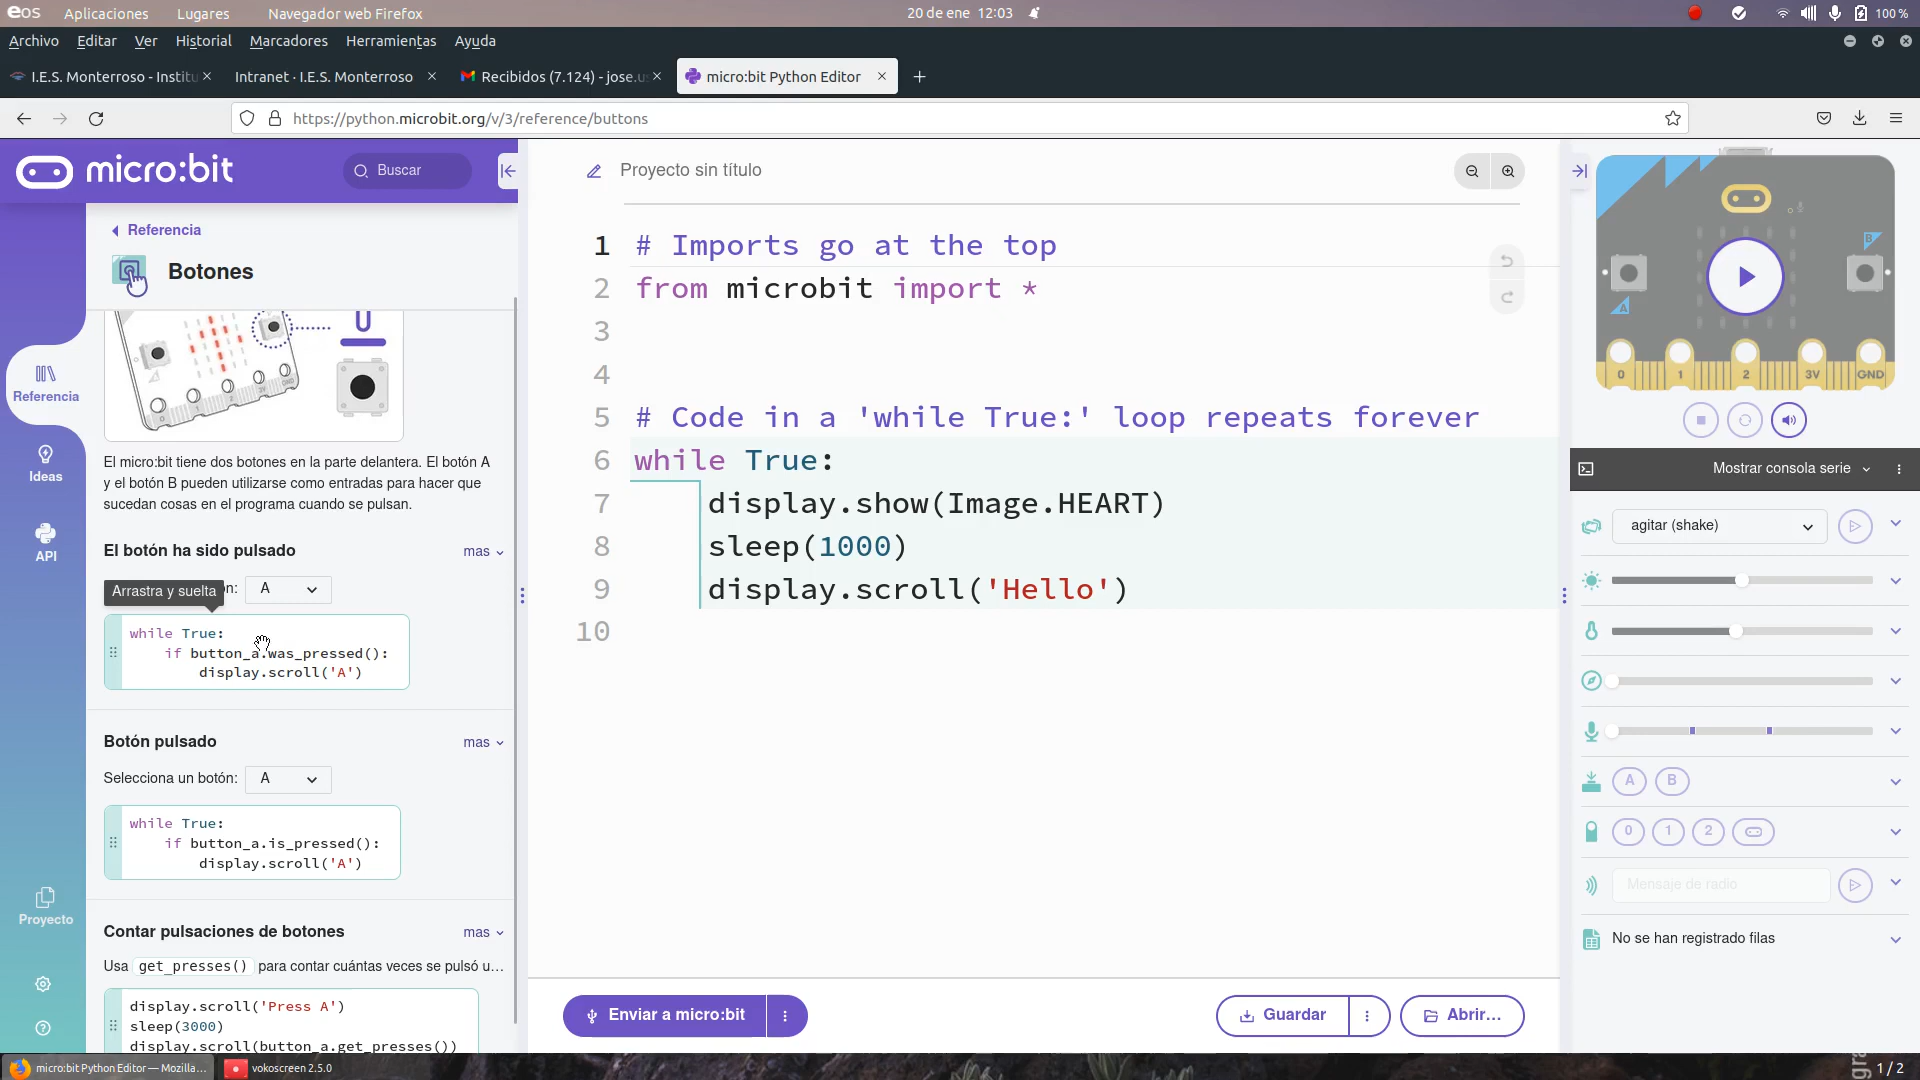 eos Aplicaciones Lugares Navegador web Firefox 20 de ene 12:03 100 %
Archivo Editar Ver Historial Marcadores Herramientas Ayuda
I.E.S. Monterroso - Institu Intranet · I.E.S. Monterroso Recibidos (7.124) - jose.u micro:bit Python Editor
https://python.microbit.org/v/3/reference/buttons
micro:bit
Buscar
Referencia
Botones
U
El micro:bit tiene dos botones en la parte delantera. El botón A
y el botón B pueden utilizarse como entradas para hacer que
sucedan cosas en el programa cuando se pulsan.
El botón ha sido pulsado mas
Arrastra y suelta n: A
while True:
if button_a.was_pressed():
display.scroll('A')
Botón pulsado mas
Selecciona un botón: A
while True:
if button_a.is_pressed():
display.scroll('A')
Contar pulsaciones de botones mas
Usa get_presses() para contar cuántas veces se pulsó u...
display.scroll('Press A')
sleep(3000)
display.scroll(button_a.get_presses())
Referencia
Ideas
API
Proyecto
Proyecto sin título
1 # Imports go at the top
2 from microbit import *
3
4
5 # Code in a 'while True:' loop repeats forever
6 while True:
7 display.show(Image.HEART)
8 sleep(1000)
9 display.scroll('Hello')
10
Enviar a micro:bit
Guardar
Abrir...
A B
0 1 2 3V GND
Mostrar consola serie
agitar (shake)
A B
0 1 2
Mensaje de radio
No se han registrado filas
micro:bit Python Editor — Mozilla... vokoscreen 2.5.0 1 / 2